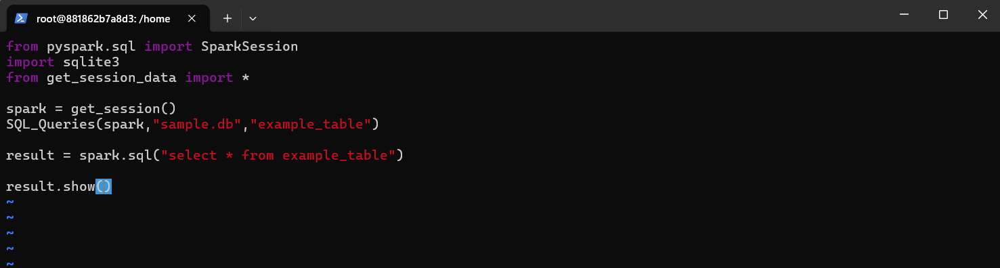 root@881862b7a8d3: /home
from pyspark.sql import SparkSession
import sqlite3
from get_session_data import *
spark = get_session()
SQL_Queries(spark,"sample.db","example_table")
result = spark.sql("select * from example_table")
result.show()
~
~
~
~
~